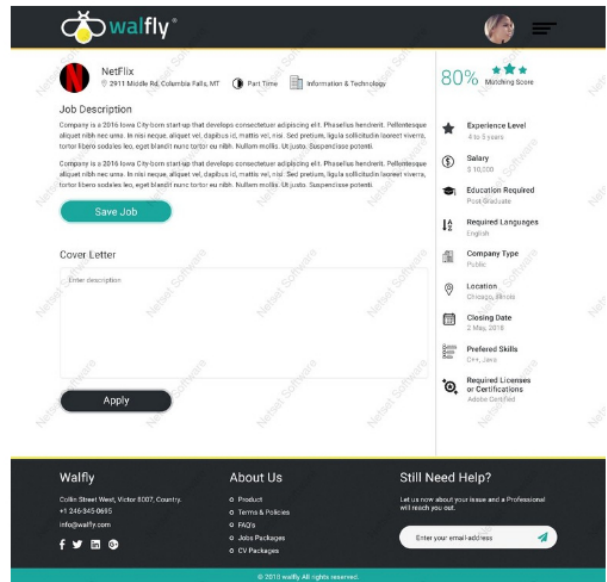 walfly®
NetFlix
2911 Middle Rd, Columbia Falls, MT
Part Time
Information & Technology
80%
Matching Score
Job Description
Company is a 2016 Iowa City-born start-up that develops consectetuer adipiscing elit. Phasellus hendrerit. Pellentesque
aliquet nibh nec urna. In nisi neque, aliquet vel, dapibus id, mattis vel, nisi. Sed pretium, ligula sollicitudin laoreet viverra,
tortor libero sodales leo, eget blandit nunc tortor eu nibh. Nullam mollis. Ut justo. Suspendisse potenti.
Company is a 2016 Iowa City-born start-up that develops consectetuer adipiscing elit. Phasellus hendrerit. Pellentesque
aliquet nibh nec urna. In nisi neque, aliquet vel, dapibus id, mattis vel, nisi. Sed pretium, ligula sollicitudin laoreet viverra,
tortor libero sodales leo, eget blandit nunc tortor eu nibh. Nullam mollis. Ut justo. Suspendisse potenti.
Save Job
Cover Letter
Enter description
Apply
Experience Level
4 to 5 years
Salary
$ 10,000
Education Required
Post Graduate
Required Languages
English
Company Type
Public
Location
Chicago, Illinois
Closing Date
2 May, 2018
Prefered Skills
C++, Java
Required Licenses
or Certifications
Adobe Certified
Netset Software
Walfly
Collin Street West, Victor 8007, Country.
+1 246-345-0695
info@walfly.com
About Us
Product
Terms & Policies
FAQ's
Jobs Packages
CV Packages
Still Need Help?
Let us now about your issue and a Professional
will reach you out.
Enter your email-address
© 2010 walfly All rights reserved.